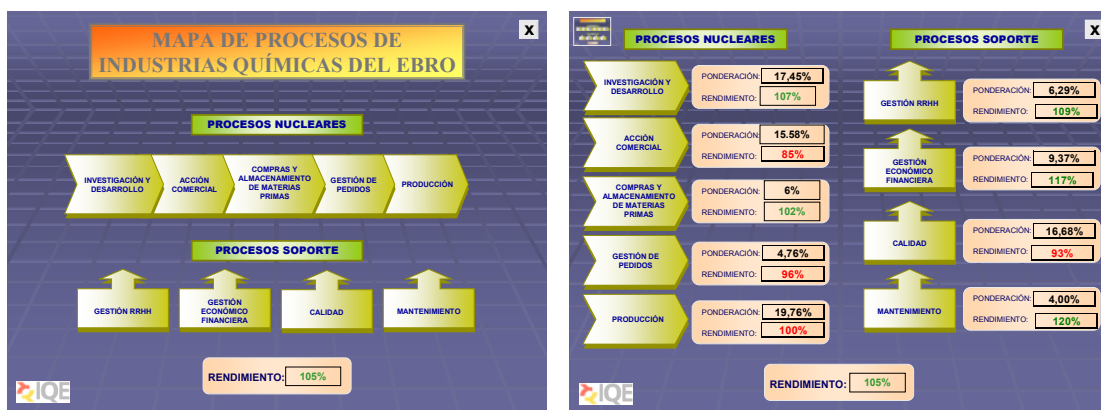 X
MAPA DE PROCESOS DE
INDUSTRIAS QUÍMICAS DEL EBRO
PROCESOS NUCLEARES
INVESTIGACIÓN Y
DESARROLLO
ACCIÓN
COMERCIAL
COMPRAS Y
ALMACENAMIENTO
DE MATERIAS
PRIMAS
GESTIÓN DE
PEDIDOS
PRODUCCIÓN
PROCESOS SOPORTE
GESTIÓN RRHH
GESTIÓN
ECONÓMICO
FINANCIERA
CALIDAD
MANTENIMIENTO
RENDIMIENTO: 105%
IQE
X
PROCESOS NUCLEARES
INVESTIGACIÓN Y
DESARROLLO
PONDERACIÓN: 17,45%
RENDIMIENTO: 107%
ACCIÓN
COMERCIAL
PONDERACIÓN: 15.58%
RENDIMIENTO: 85%
COMPRAS Y
ALMACENAMIENTO
DE MATERIAS
PRIMAS
PONDERACIÓN: 6%
RENDIMIENTO: 102%
GESTIÓN DE
PEDIDOS
PONDERACIÓN: 4,76%
RENDIMIENTO: 96%
PRODUCCIÓN
PONDERACIÓN: 19,76%
RENDIMIENTO: 100%
PROCESOS SOPORTE
GESTIÓN RRHH
PONDERACIÓN: 6,29%
RENDIMIENTO: 109%
GESTIÓN
ECONÓMICO
FINANCIERA
PONDERACIÓN: 9,37%
RENDIMIENTO: 117%
CALIDAD
PONDERACIÓN: 16,68%
RENDIMIENTO: 93%
MANTENIMIENTO
PONDERACIÓN: 4,00%
RENDIMIENTO: 120%
RENDIMIENTO: 105%
IQE